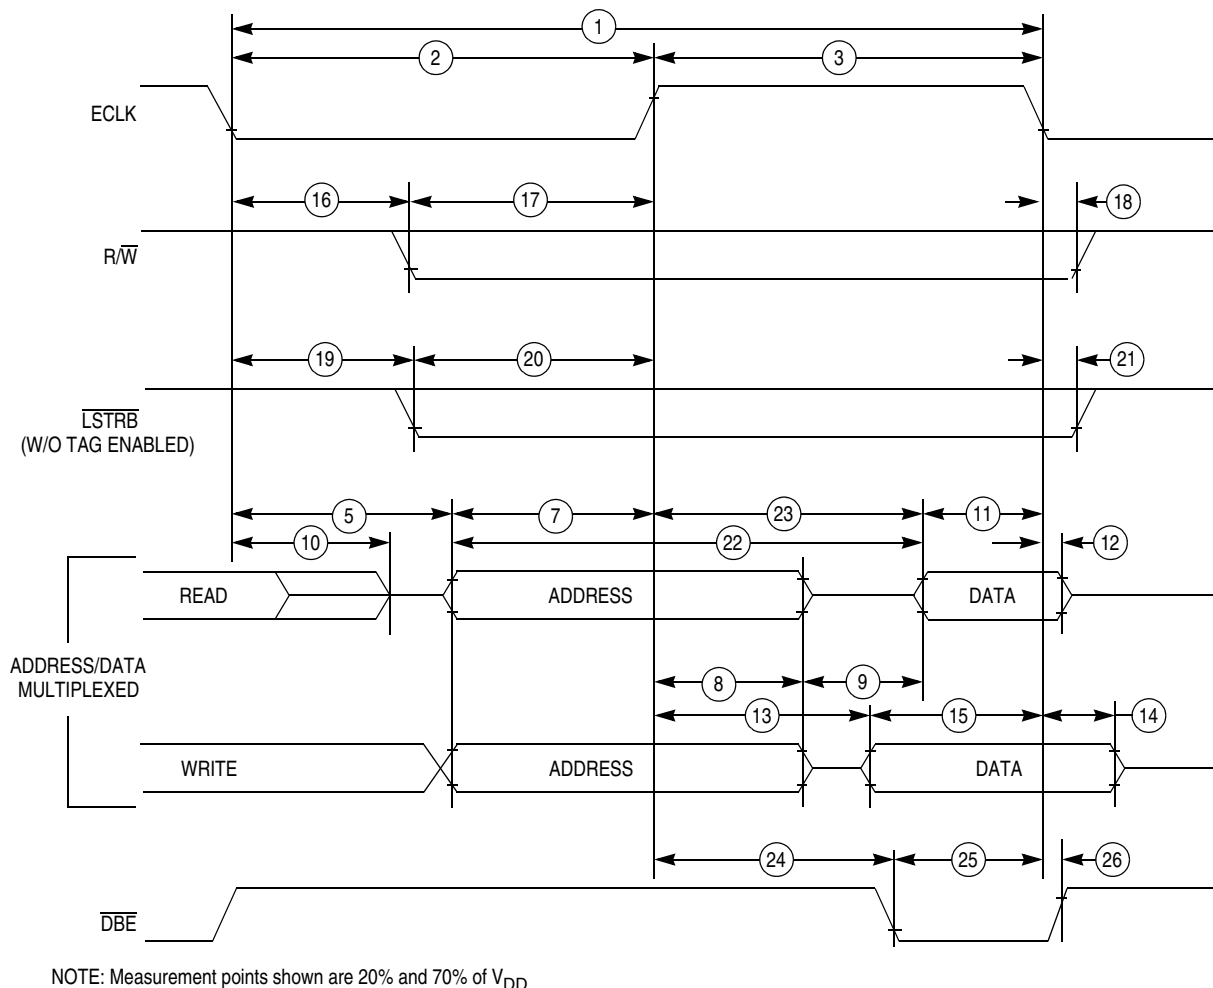 1
2
3
ECLK
16
17
18
R/W
19
20
21
LSTRB
(W/O TAG ENABLED)
5
7
23
11
10
22
12
READ
ADDRESS
DATA
ADDRESS/DATA
MULTIPLEXED
8
9
13
15
14
WRITE
ADDRESS
DATA
24
25
26
DBE
NOTE: Measurement points shown are 20% and 70% of VDD